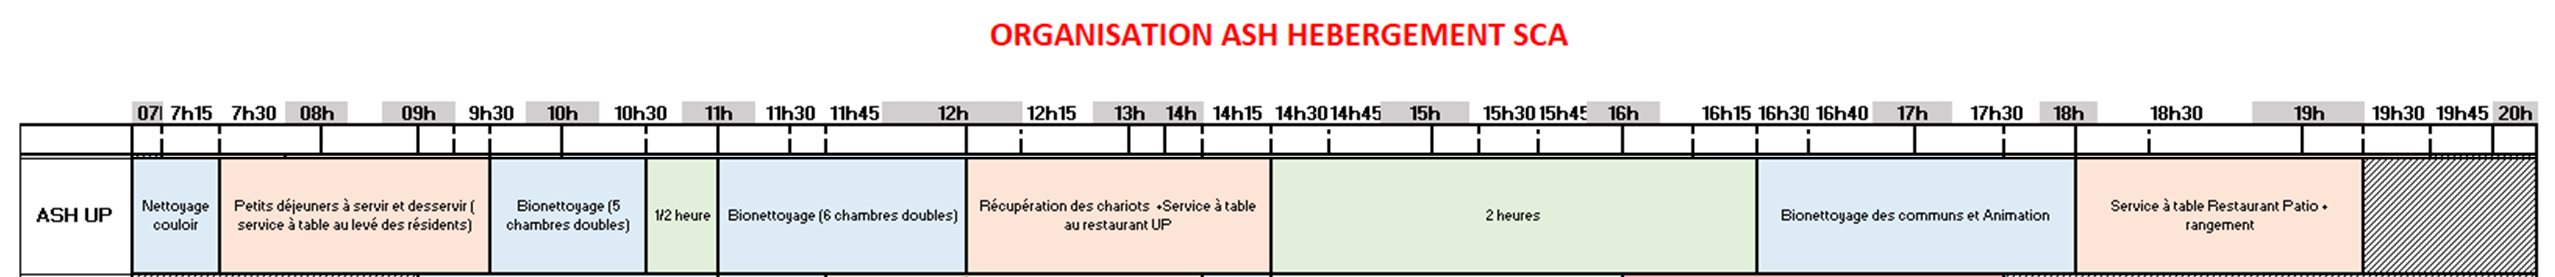 ORGANISATION ASH HEBERGEMENT SCA
7h15 7h30 08h 09h 9h30 10h 10h30 11h 11h30 11h45 12h 12h15 13h 14h 14h15 14h30 14h45 15h 15h30 15h45 16h 16h15 16h30 16h40 17h 17h30 18h 18h30 19h 19h30 19h45 20h
ASH UP
Nettoyage
couloir
Petits déjeuners à servir et desservir (
service à table au levé des résidents)
Bionettoyage (5
chambres doubles)
1/2 heure
Bionettoyage (6 chambres doubles)
Récupération des chariots +Service à table
au restaurant UP
2 heures
Bionettoyage des communs et Animation
Service à table Restaurant Patio +
rangement